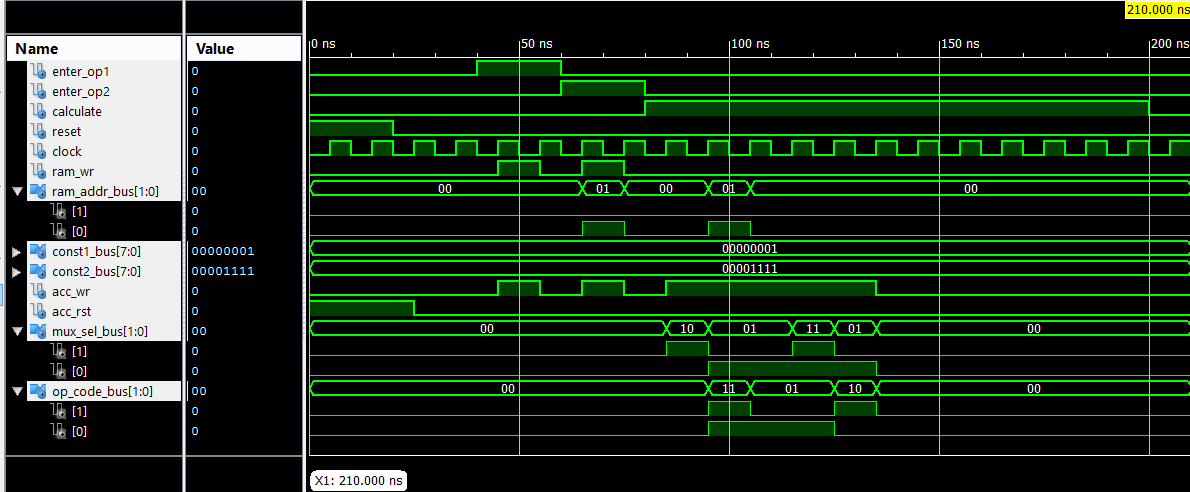 210.000 ns
Name Value 0 ns 50 ns 100 ns 150 ns 200 ns
enter_op1 0
enter_op2 0
calculate 0
reset 0
clock 0
ram_wr 0
ram_addr_bus[1:0] 00 00 01 00 01 00
[1] 0
[0] 0
const1_bus[7:0] 00000001 00000001
const2_bus[7:0] 00001111 00001111
acc_wr 0
acc_rst 0
mux_sel_bus[1:0] 00 00 10 01 11 01 00
[1] 0
[0] 0
op_code_bus[1:0] 00 00 11 01 10 00
[1] 0
[0] 0
X1: 210.000 ns